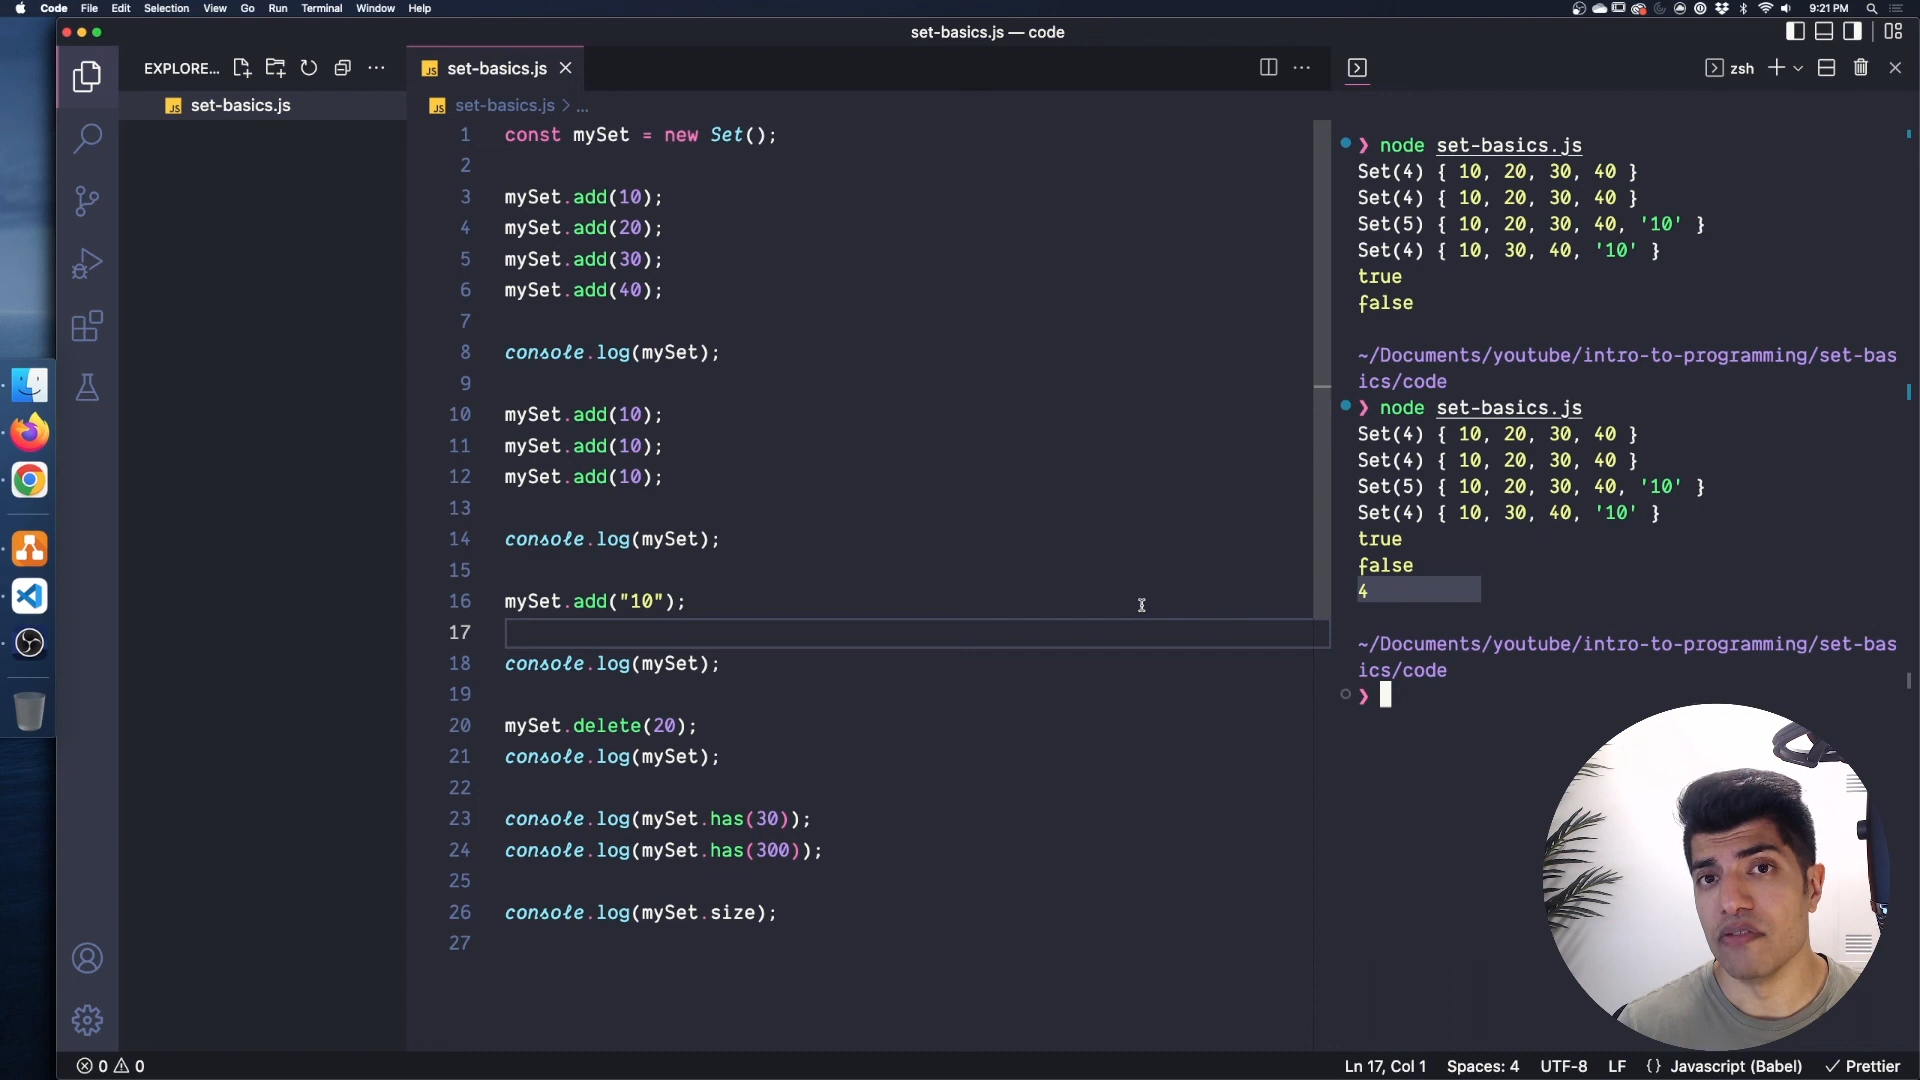 Code File Edit Selection View Go Run Terminal Window Help
9:21 PM
set-basics.js — code
EXPLORE...
set-basics.js
set-basics.js
zsh
set-basics.js > ...
1 const mySet = new Set();
2
3 mySet.add(10);
4 mySet.add(20);
5 mySet.add(30);
6 mySet.add(40);
7
8 console.log(mySet);
9
10 mySet.add(10);
11 mySet.add(10);
12 mySet.add(10);
13
14 console.log(mySet);
15
16 mySet.add("10");
17
18 console.log(mySet);
19
20 mySet.delete(20);
21 console.log(mySet);
22
23 console.log(mySet.has(30));
24 console.log(mySet.has(300));
25
26 console.log(mySet.size);
27
❯ node set-basics.js
Set(4) { 10, 20, 30, 40 }
Set(4) { 10, 20, 30, 40 }
Set(5) { 10, 20, 30, 40, '10' }
Set(4) { 10, 30, 40, '10' }
true
false
~/Documents/youtube/intro-to-programming/set-bas
ics/code
❯ node set-basics.js
Set(4) { 10, 20, 30, 40 }
Set(4) { 10, 20, 30, 40 }
Set(5) { 10, 20, 30, 40, '10' }
Set(4) { 10, 30, 40, '10' }
true
false
4
~/Documents/youtube/intro-to-programming/set-bas
ics/code
❯
0 0
Ln 17, Col 1 Spaces: 4 UTF-8 LF {} Javascript (Babel) ✓ Prettier